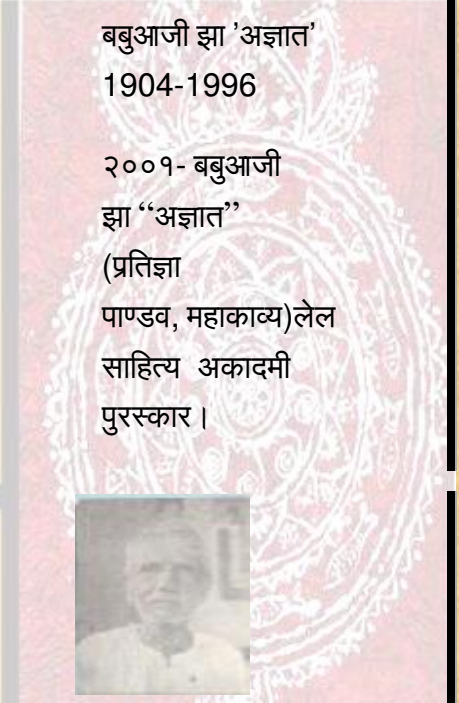 बबुआजी झा 'अज्ञात'
1904-1996
२००१- बबुआजी
झा “अज्ञात”
(प्रतिज्ञा
पाण्डव, महाकाव्य)लेल
साहित्य अकादमी
पुरस्कार।